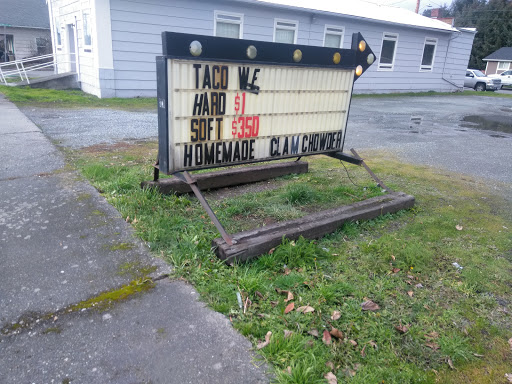 TACO WE
HARD $1
SOFT $350
HOMEMADE CLAM CHOWDER